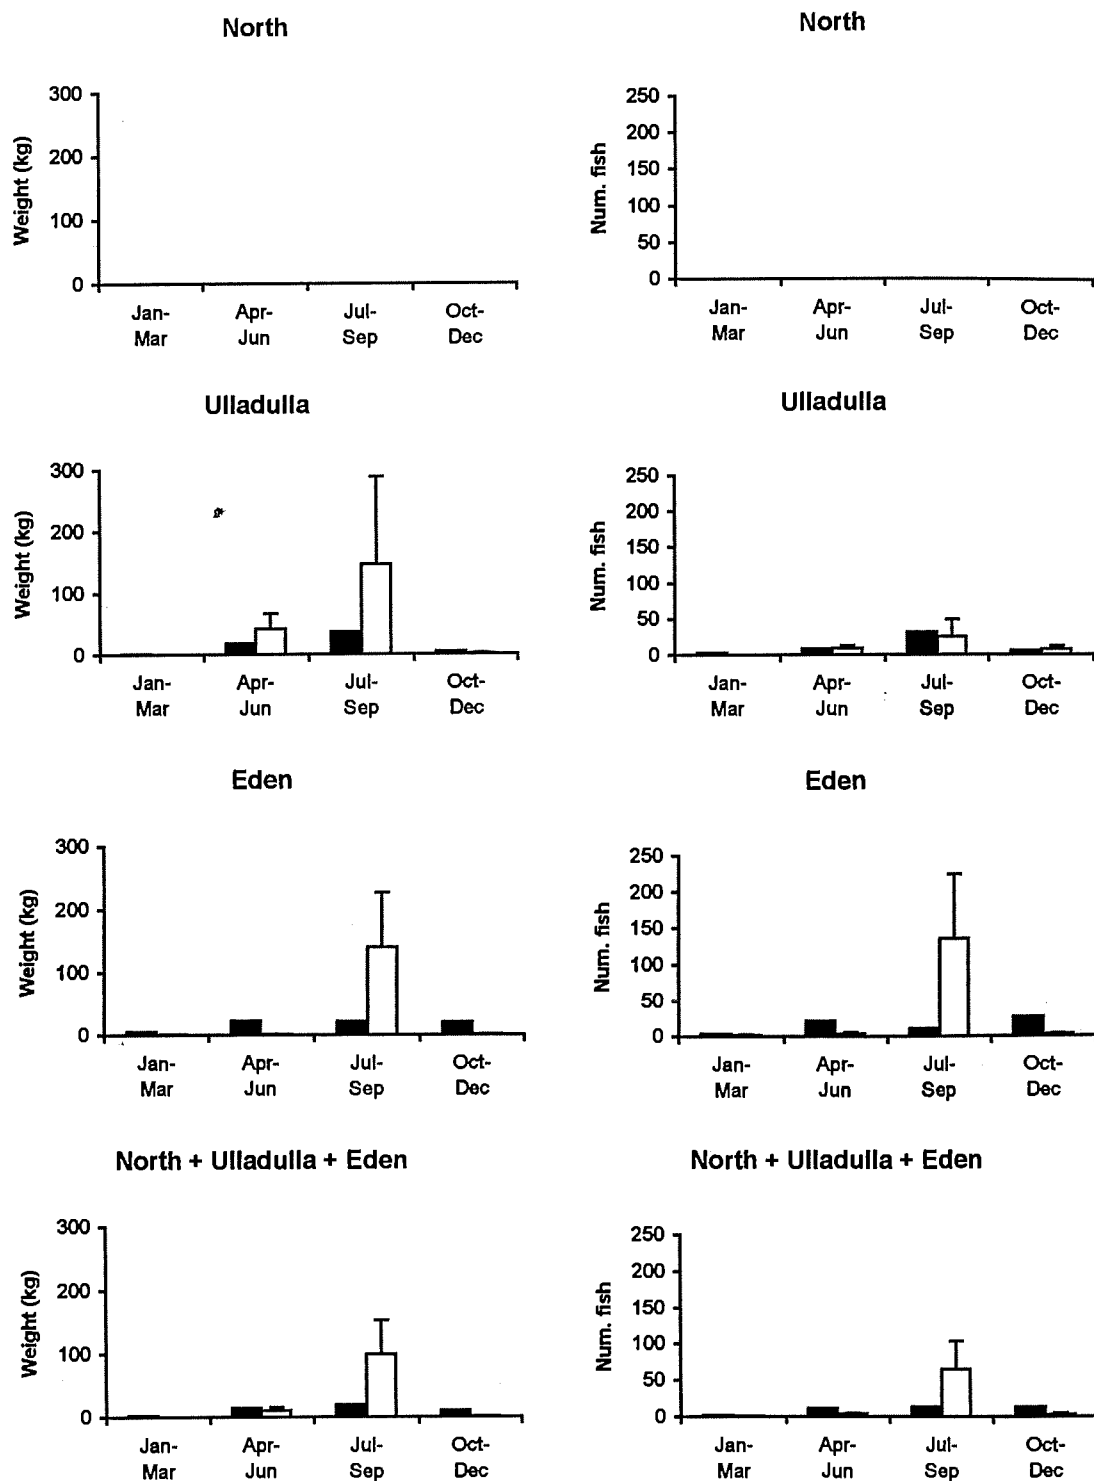 North
North
300
200
100
0
Weight (kg)
Jan-
Mar
Apr-
Jun
Jul-
Sep
Oct-
Dec
250
200
150
100
50
0
Num. fish
Jan-
Mar
Apr-
Jun
Jul-
Sep
Oct-
Dec
Ulladulla
Ulladulla
300
200
100
0
Weight (kg)
Jan-
Mar
Apr-
Jun
Jul-
Sep
Oct-
Dec
250
200
150
100
50
0
Num. fish
Jan-
Mar
Apr-
Jun
Jul-
Sep
Oct-
Dec
Eden
Eden
300
200
100
0
Weight (kg)
Jan-
Mar
Apr-
Jun
Jul-
Sep
Oct-
Dec
250
200
150
100
50
0
Num. fish
Jan-
Mar
Apr-
Jun
Jul-
Sep
Oct-
Dec
North + Ulladulla + Eden
North + Ulladulla + Eden
300
200
100
0
Weight (kg)
Jan-
Mar
Apr-
Jun
Jul-
Sep
Oct-
Dec
250
200
150
100
50
0
Num. fish
Jan-
Mar
Apr-
Jun
Jul-
Sep
Oct-
Dec